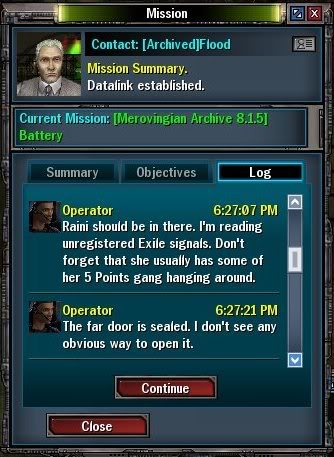 Mission
Contact: [Archived]Flood
Mission Summary.
Datalink established.
Current Mission: [Merovingian Archive 8.1.5]
Battery
Summary Objectives Log
Operator 6:27:07 PM
Raini should be in there. I'm reading
unregistered Exile signals. Don't
forget that she usually has some of
her 5 Points gang hanging around.
Operator 6:27:21 PM
The far door is sealed. I don't see any
obvious way to open it.
Continue
Close